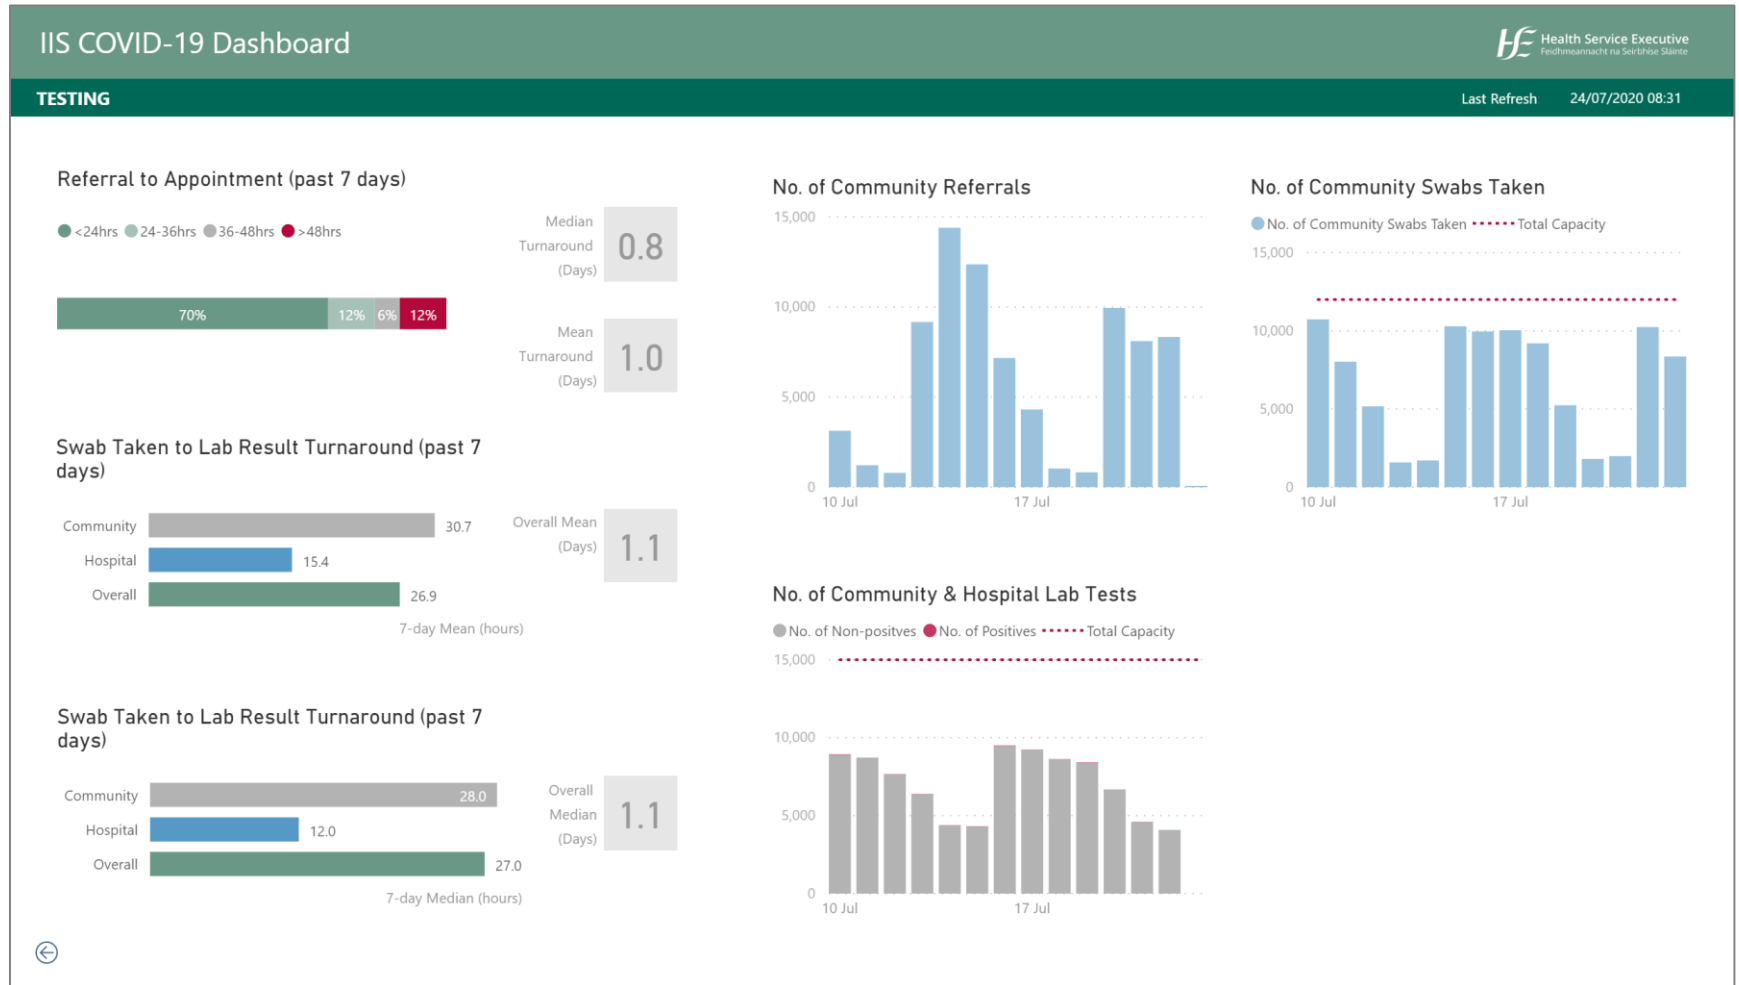 IIS COVID-19 Dashboard
Health Service Executive
Feidhmeannacht na Seirbhíse Sláinte
TESTING
Last Refresh 24/07/2020 08:31
Referral to Appointment (past 7 days)
<24hrs 24-36hrs 36-48hrs >48hrs
70% 12% 6% 12%
Median
Turnaround
(Days)
0.8
Mean
Turnaround
(Days)
1.0
Swab Taken to Lab Result Turnaround (past 7
days)
Community 30.7
Hospital 15.4
Overall 26.9
7-day Mean (hours)
Overall Mean
(Days)
1.1
Swab Taken to Lab Result Turnaround (past 7
days)
Community 28.0
Hospital 12.0
Overall 27.0
7-day Median (hours)
Overall
Median
(Days)
1.1
No. of Community Referrals
15,000
10,000
5,000
0
10 Jul 17 Jul
No. of Community Swabs Taken
No. of Community Swabs Taken Total Capacity
15,000
10,000
5,000
0
10 Jul 17 Jul
No. of Community & Hospital Lab Tests
No. of Non-positves No. of Positives Total Capacity
15,000
10,000
5,000
0
10 Jul 17 Jul